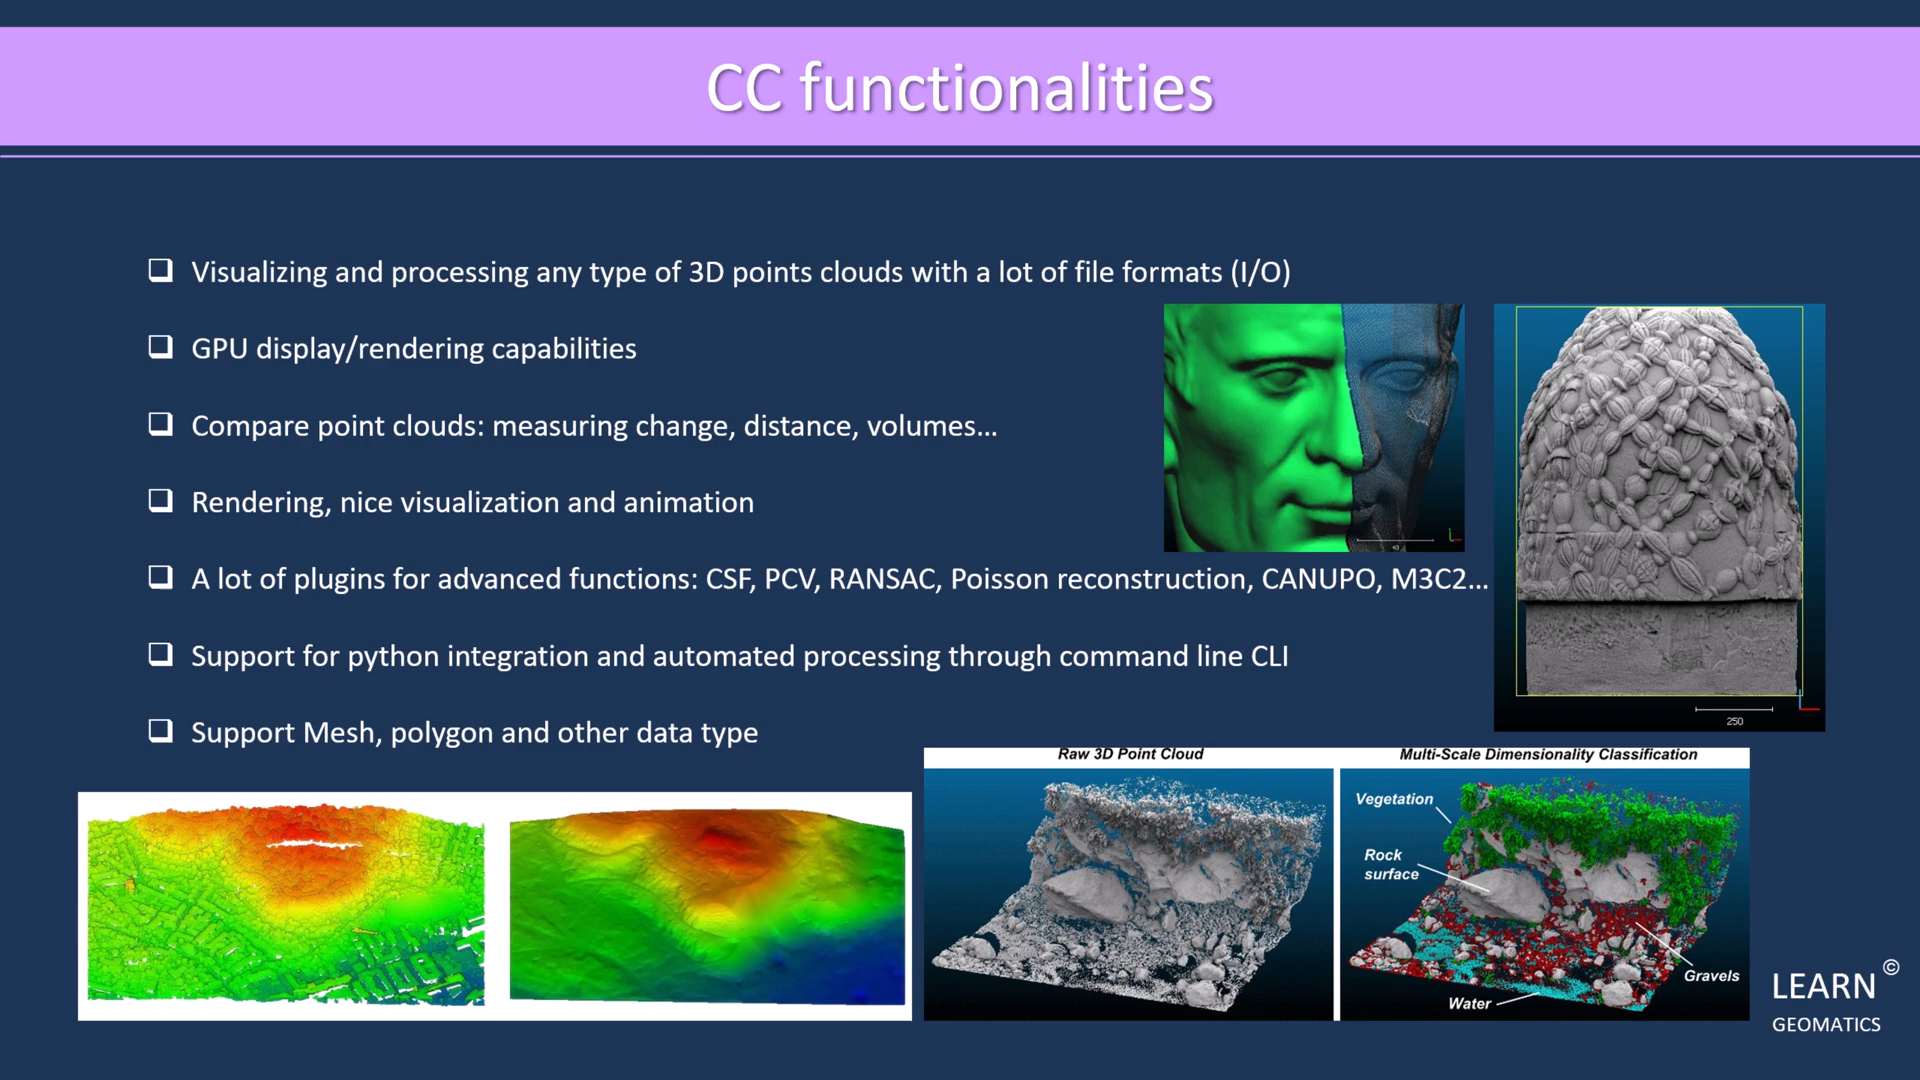 CC functionalities
Visualizing and processing any type of 3D points clouds with a lot of file formats (I/O)
GPU display/rendering capabilities
Compare point clouds: measuring change, distance, volumes...
Rendering, nice visualization and animation
A lot of plugins for advanced functions: CSF, PCV, RANSAC, Poisson reconstruction, CANUPO, M3C2...
Support for python integration and automated processing through command line CLI
Support Mesh, polygon and other data type
250
Raw 3D Point Cloud
Multi-Scale Dimensionality Classification
Vegetation
Rock
surface
Gravels
Water
LEARN ©
GEOMATICS